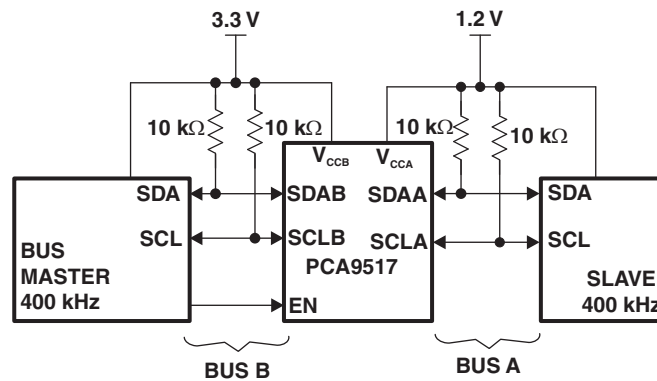 3.3 V
1.2 V
10 kΩ
10 kΩ
10 kΩ
10 kΩ
VCCB
VCCA
SDA
SDAB
SDAA
SDA
SCL
SCLB
SCLA
SCL
BUS
MASTER
400 kHz
PCA9517
EN
SLAVE
400 kHz
BUS B
BUS A